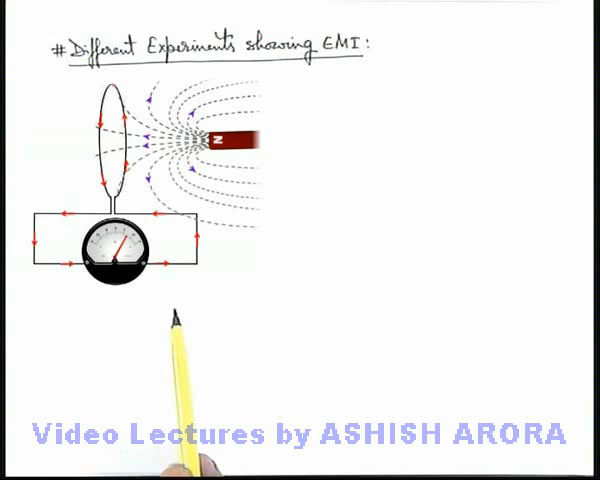 # Different Experiments showing EMI :
N
Video Lectures by ASHISH ARORA